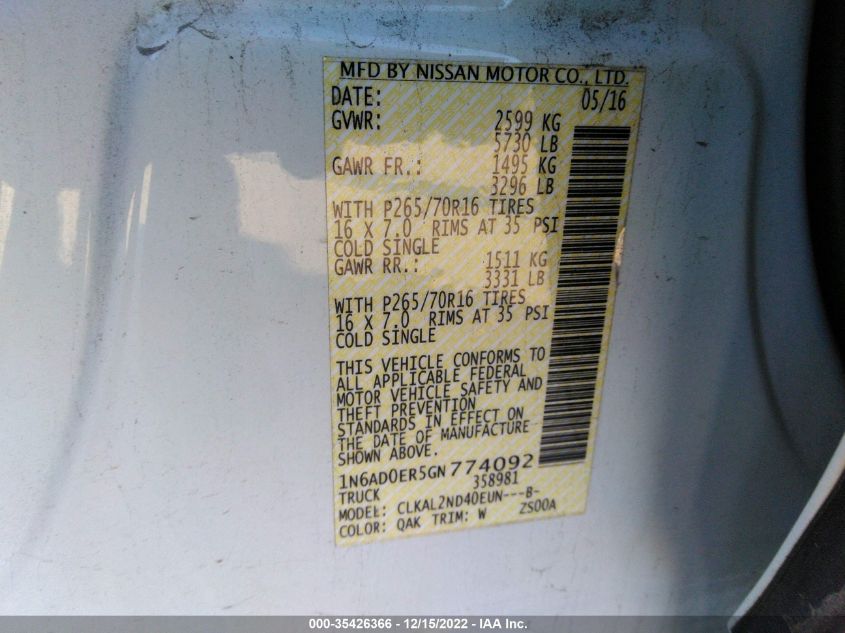 MFD BY NISSAN MOTOR CO., LTD.
DATE: 05/16
GVWR: 2599 KG
5730 LB
GAWR FR.: 1495 KG
3296 LB
WITH P265/70R16 TIRES
16 X 7.0 RIMS AT 35 PSI
COLD SINGLE
GAWR RR.: 1511 KG
3331 LB
WITH P265/70R16 TIRES
16 X 7.0 RIMS AT 35 PSI
COLD SINGLE
THIS VEHICLE CONFORMS TO
ALL APPLICABLE FEDERAL
MOTOR VEHICLE SAFETY AND
THEFT PREVENTION
STANDARDS IN EFFECT ON
THE DATE OF MANUFACTURE
SHOWN ABOVE.
1N6AD0ER5GN774092
TRUCK 358981
MODEL: CLKAL2ND40EUN---B-
COLOR: QAK TRIM: W ZS00A
000-35426366 - 12/15/2022 - IAA Inc.